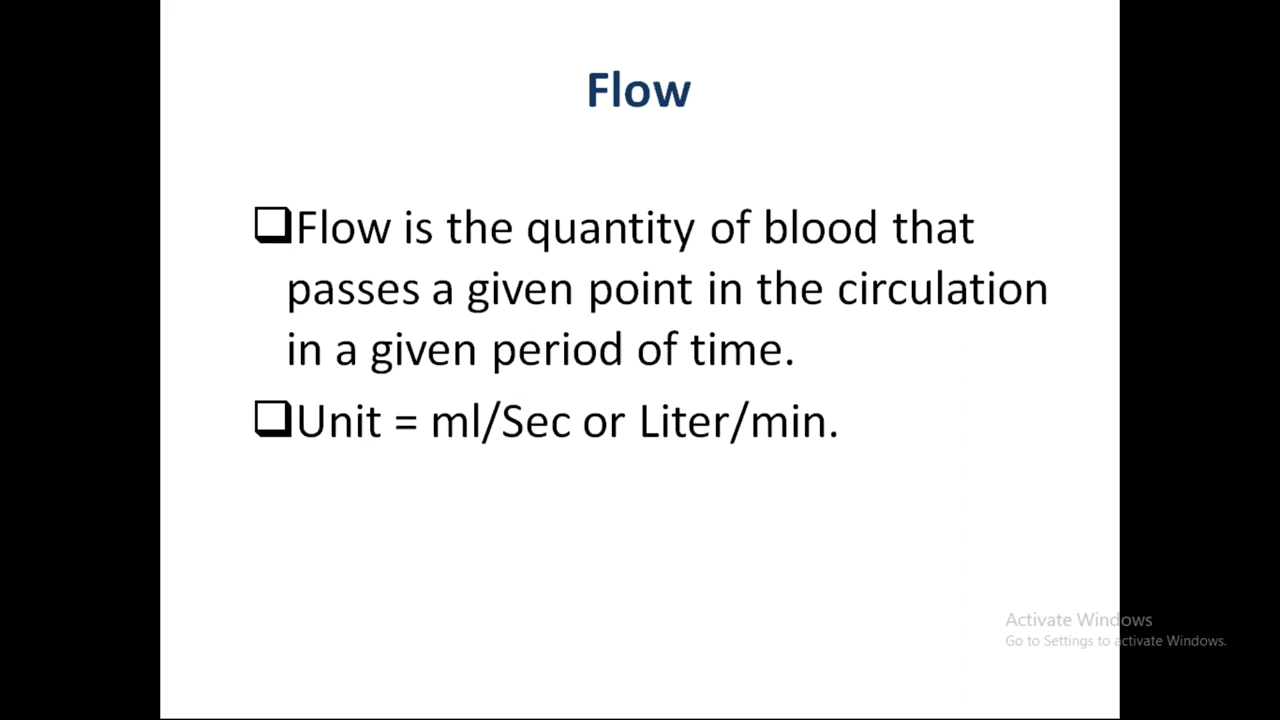 Flow
❑Flow is the quantity of blood that
passes a given point in the circulation
in a given period of time.
❑Unit = ml/Sec or Liter/min.
Activate Windows
Go to Settings to activate Windows.